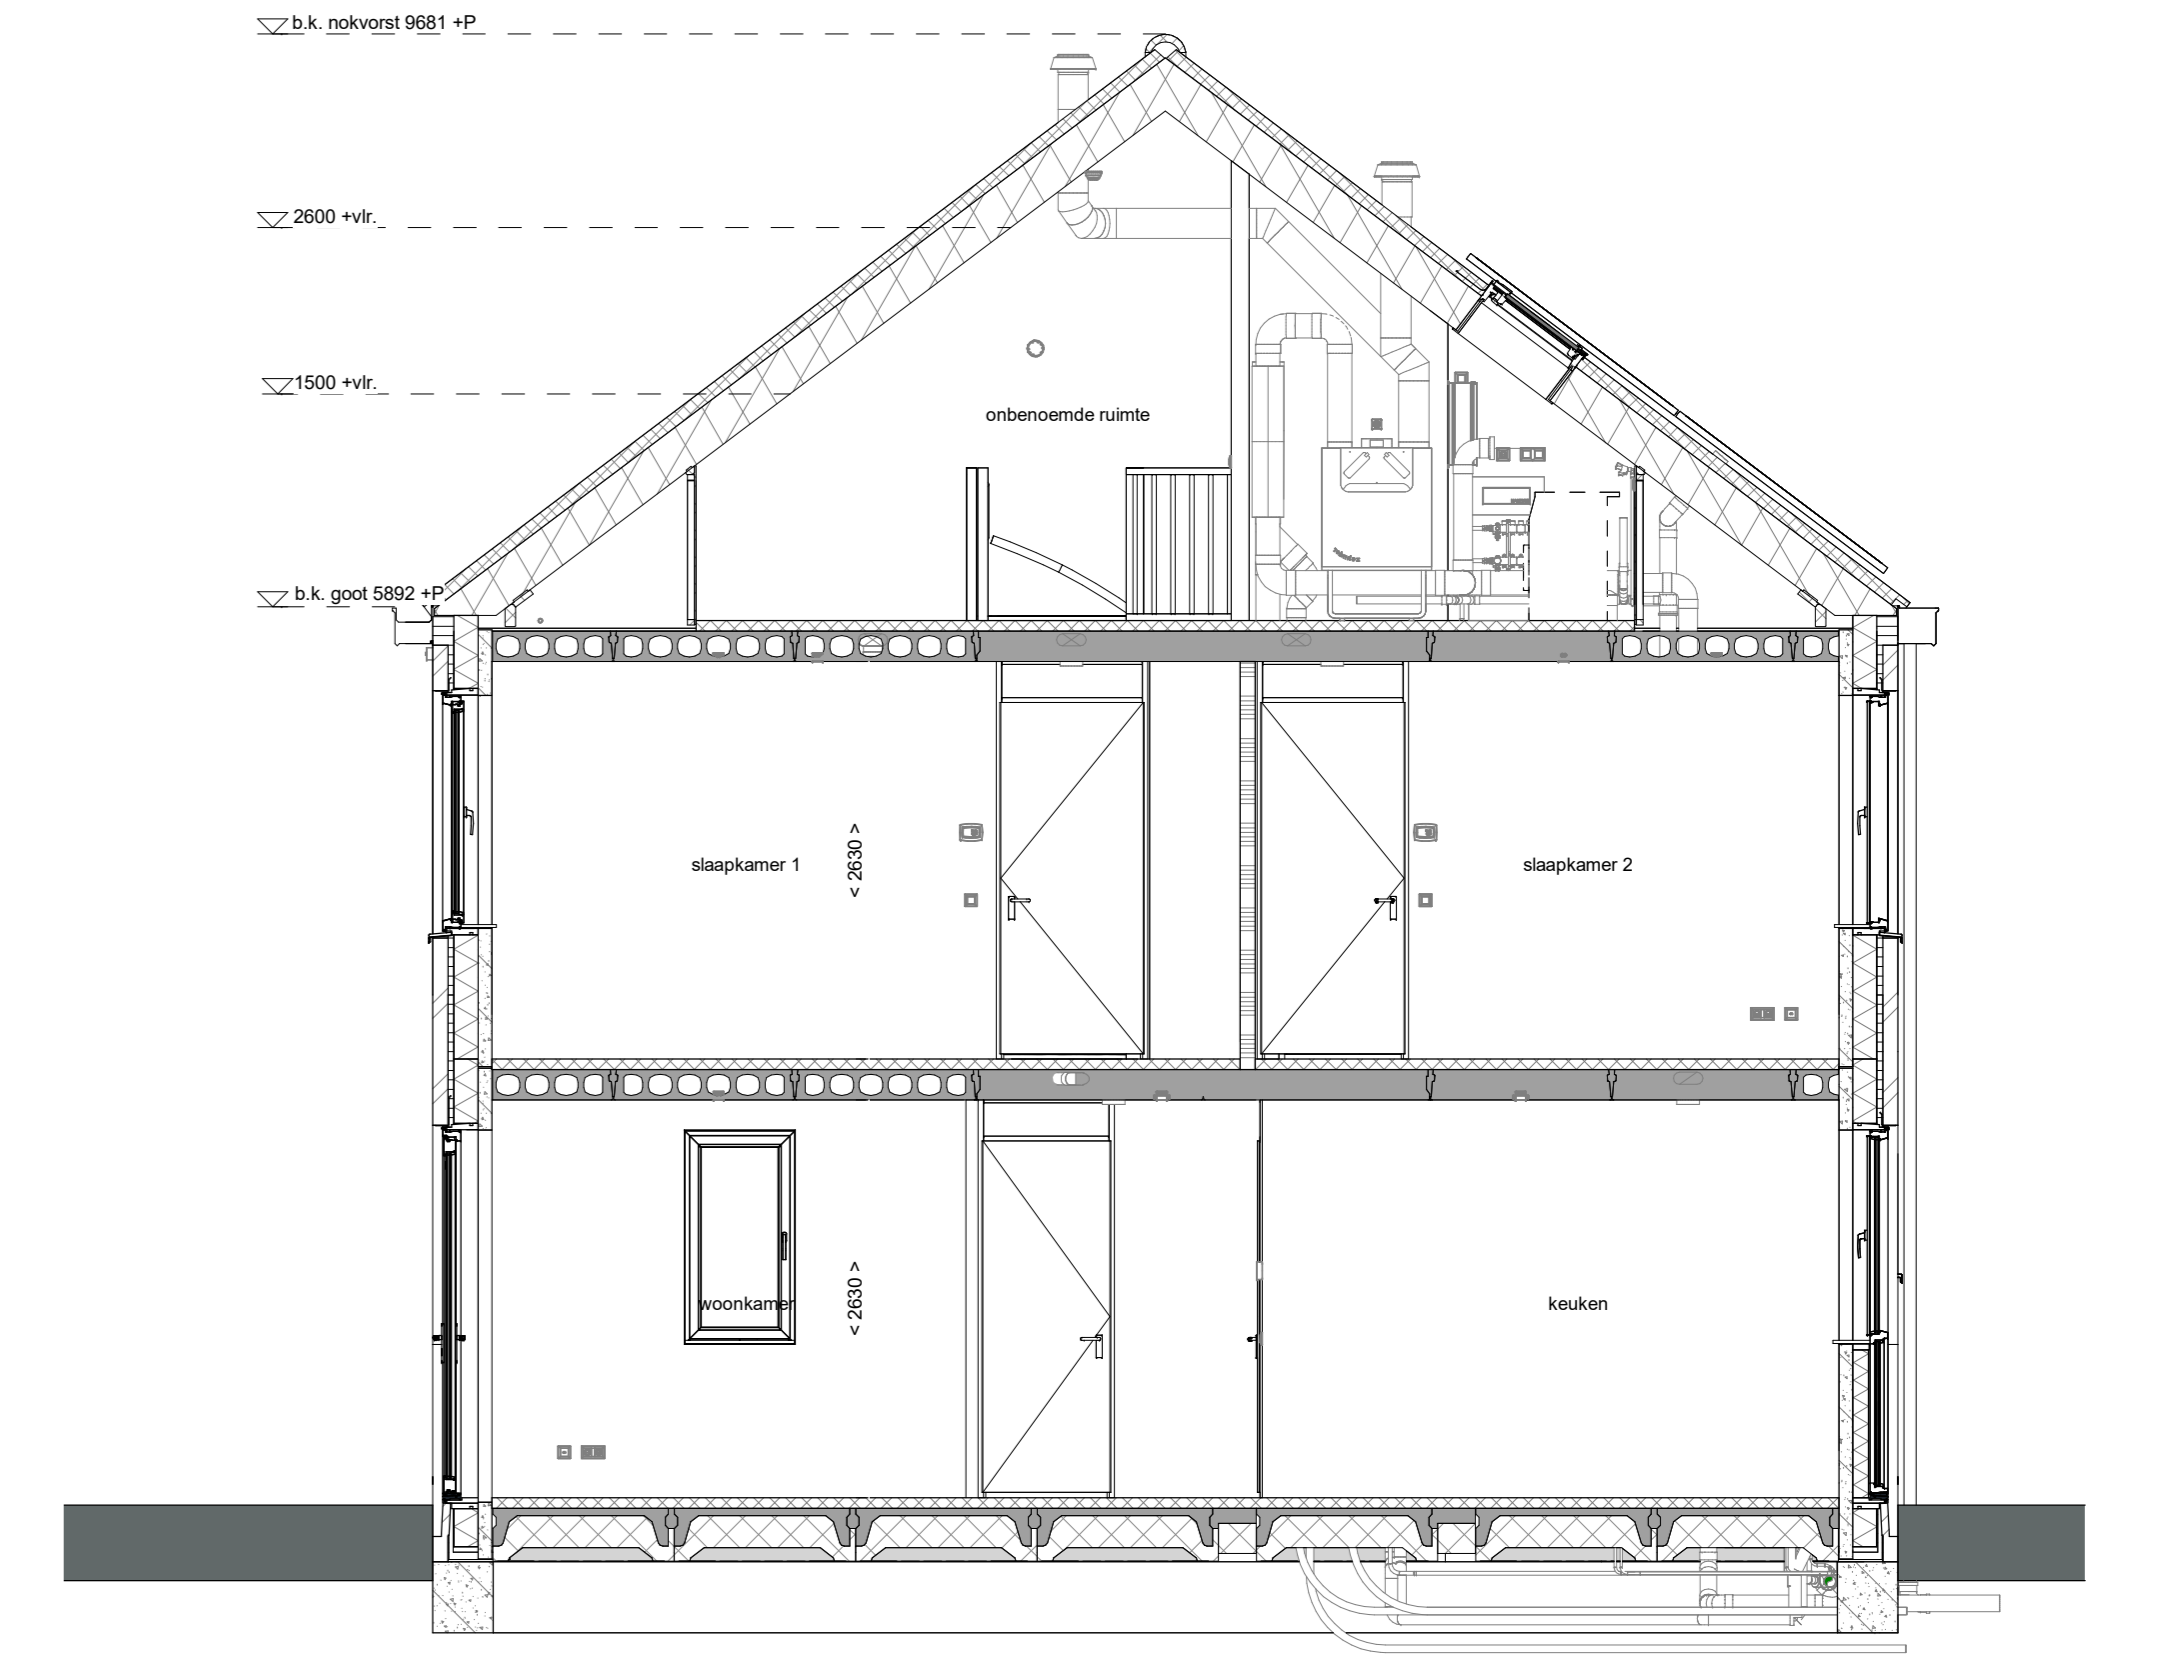 b.k. nokvorst 9681 +P
2600 +vlr.
1500 +vlr.
onbenoemde ruimte
b.k. goot 5892 +P
slaapkamer 1
< 2630 >
slaapkamer 2
woonkamer
< 2630 >
keuken